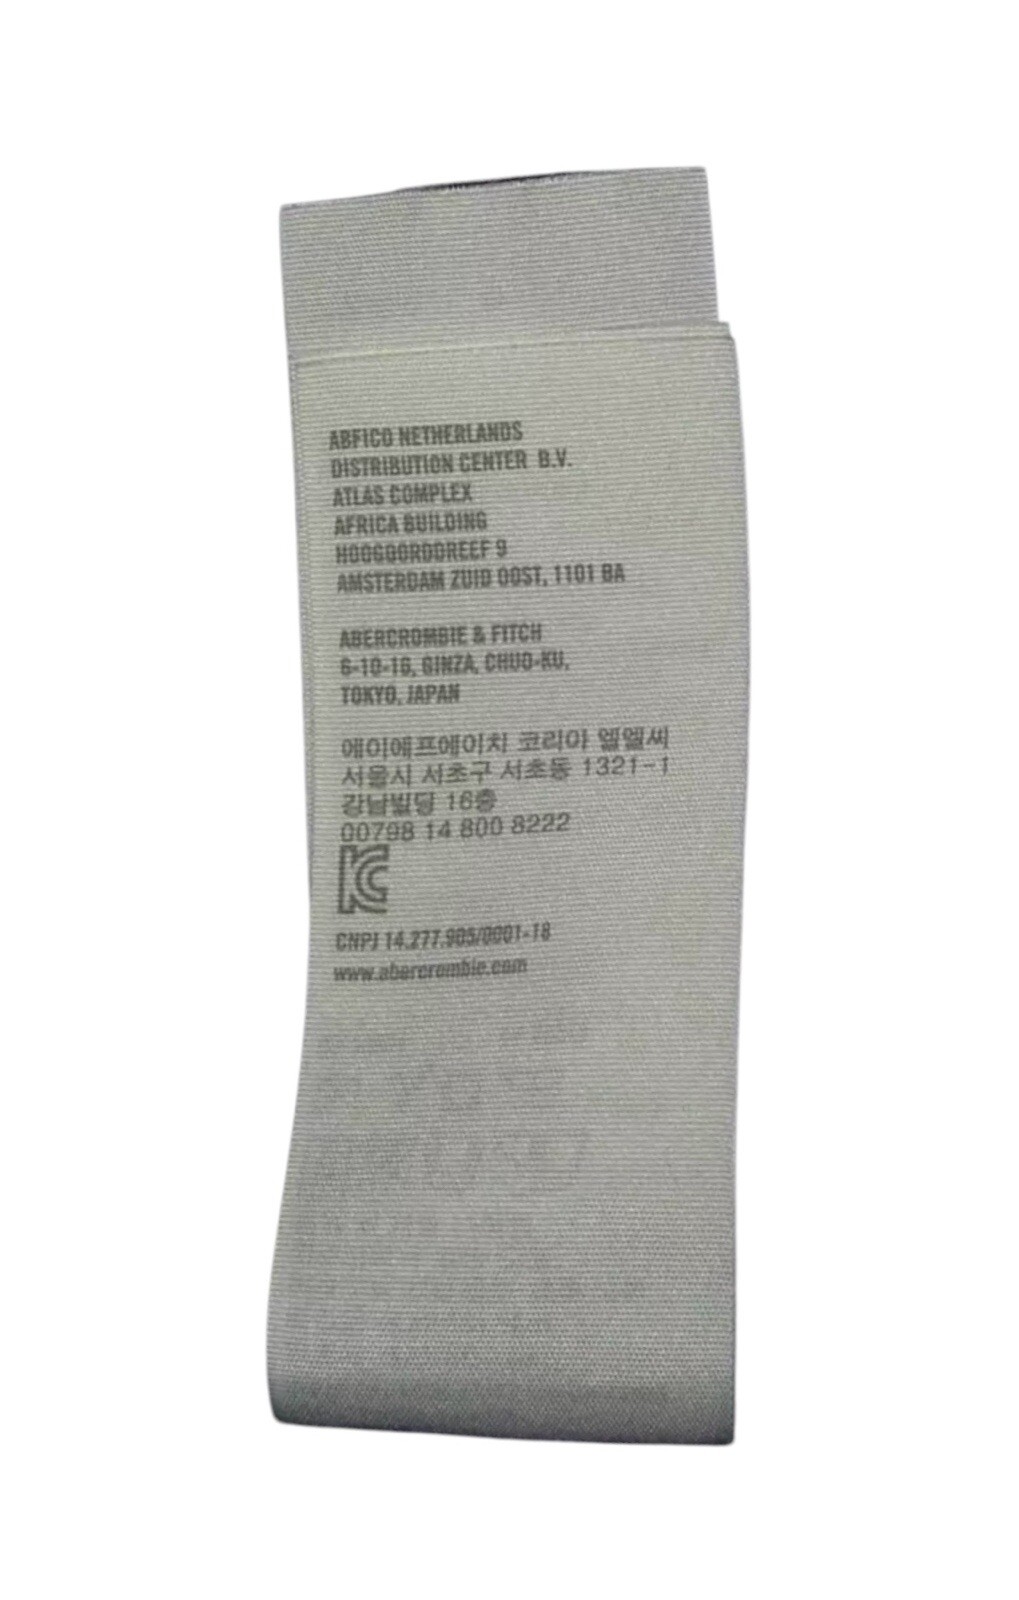 ABFICO NETHERLANDS
DISTRIBUTION CENTER B.V.
ATLAS COMPLEX
AFRICA BUILDING
HOOGOORDDREEF 9
AMSTERDAM ZUID OOST, 1101 BA
ABERCROMBIE & FITCH
6-10-16, GINZA, CHUO-KU,
TOKYO, JAPAN
에이에프에이치 코리아 엘엘씨
서울시 서초구 서초동 1321-1
강남빌딩 16층
00798 14 800 8222
KC
CNPJ 14.277.905/0001-18
www.abercrombie.com